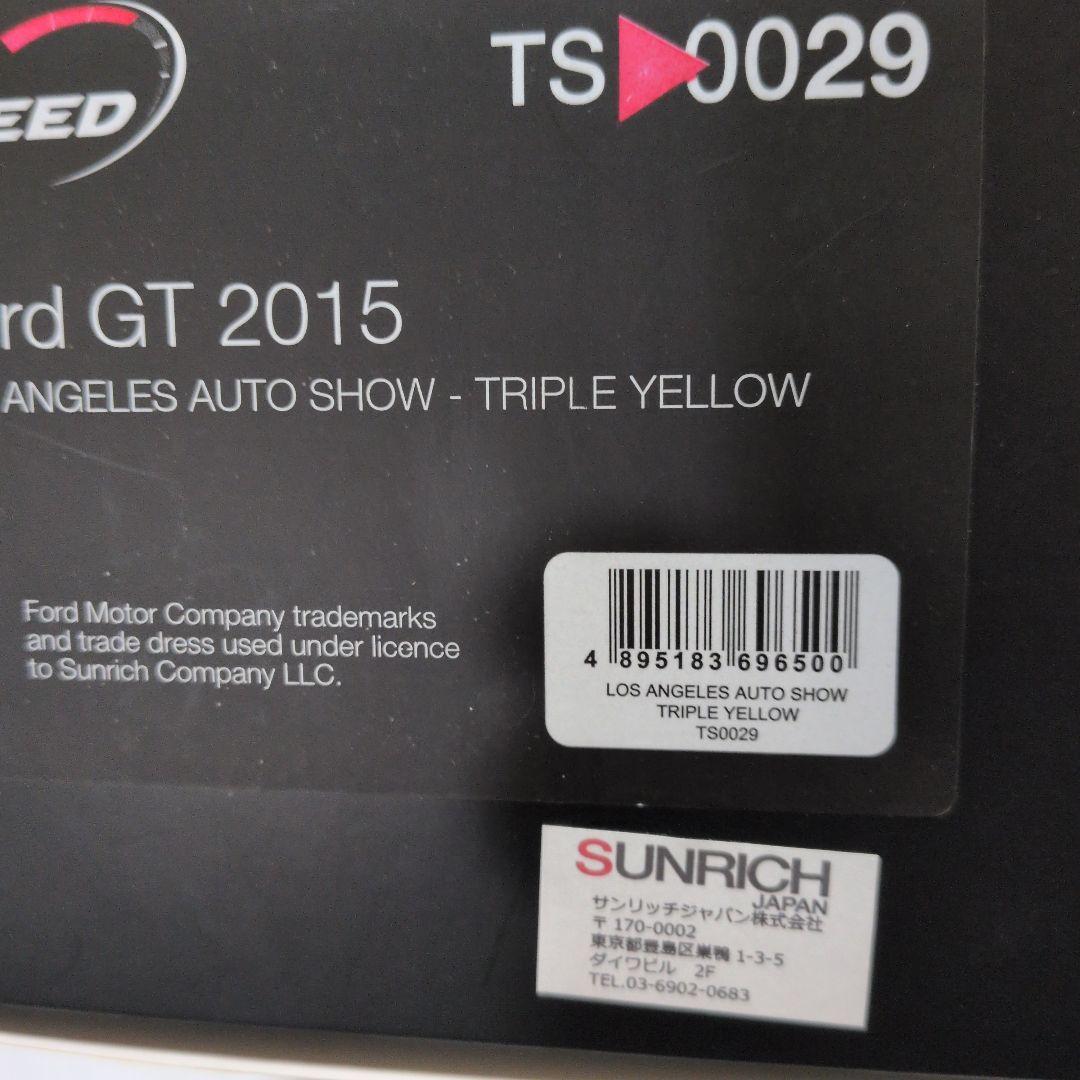 EED
TS 0029
rd GT 2015
ANGELES AUTO SHOW - TRIPLE YELLOW
Ford Motor Company trademarks
and trade dress used under licence
to Sunrich Company LLC.
4 895183 696500
LOS ANGELES AUTO SHOW
TRIPLE YELLOW
TS0029
SUNRICH
JAPAN
サンリッチジャパン株式会社
〒170-0002
東京都豊島区巣鴨 1-3-5
ダイワビル 2F
TEL.03-6902-0683